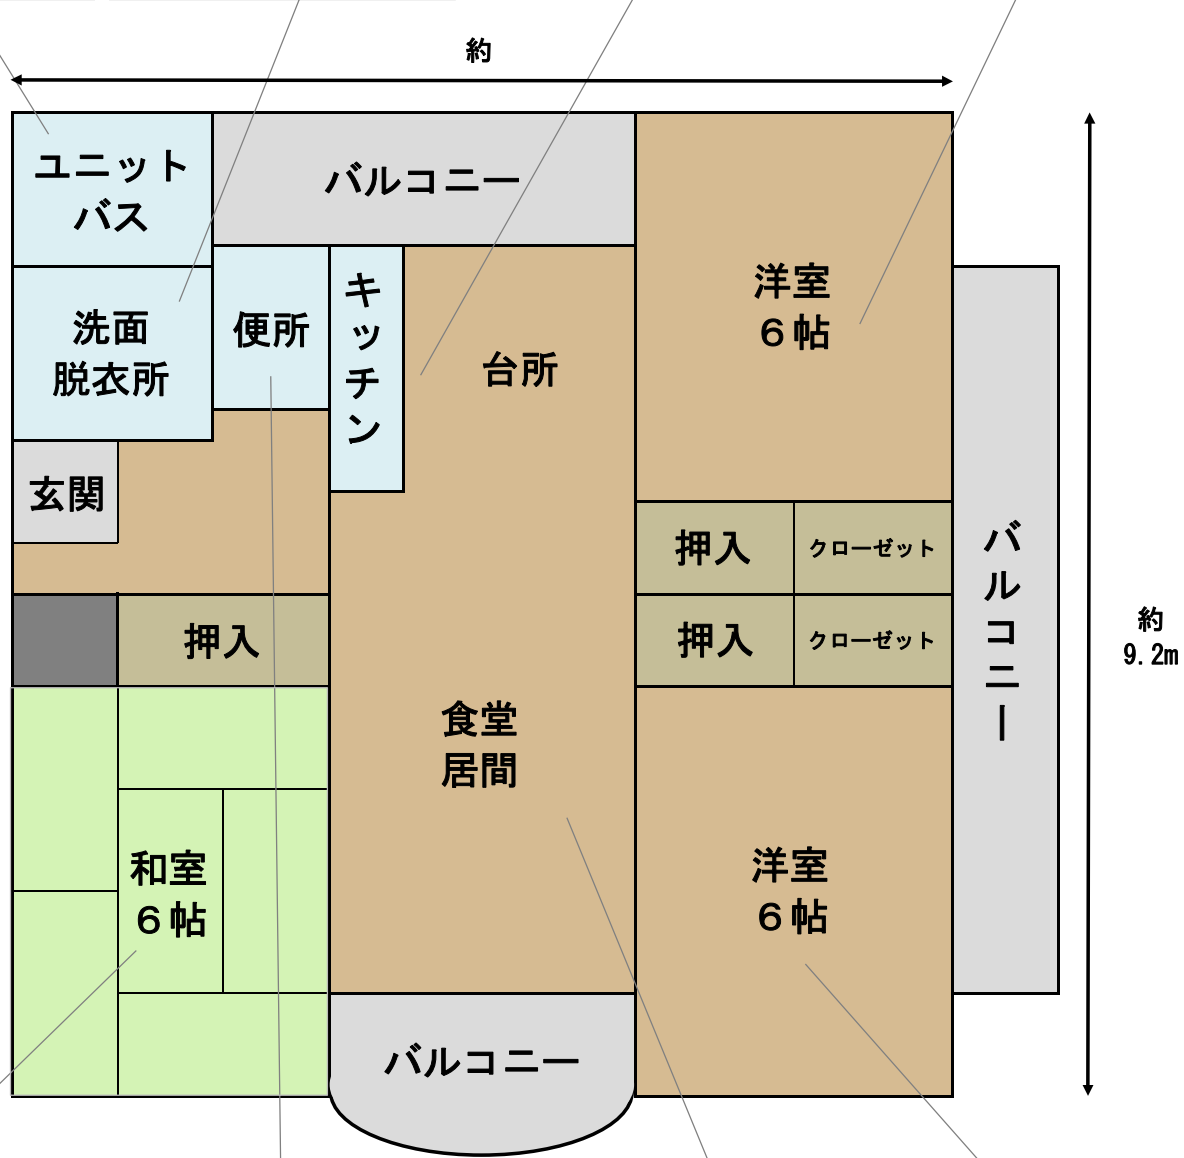 約
ユニット
バス
バルコニー
洋室
６帖
洗面
脱衣所
便所
キッチン
台所
玄関
押入
クローゼット
バルコニー
押入
押入
クローゼット
約
9.2m
食堂
居間
和室
６帖
洋室
６帖
バルコニー